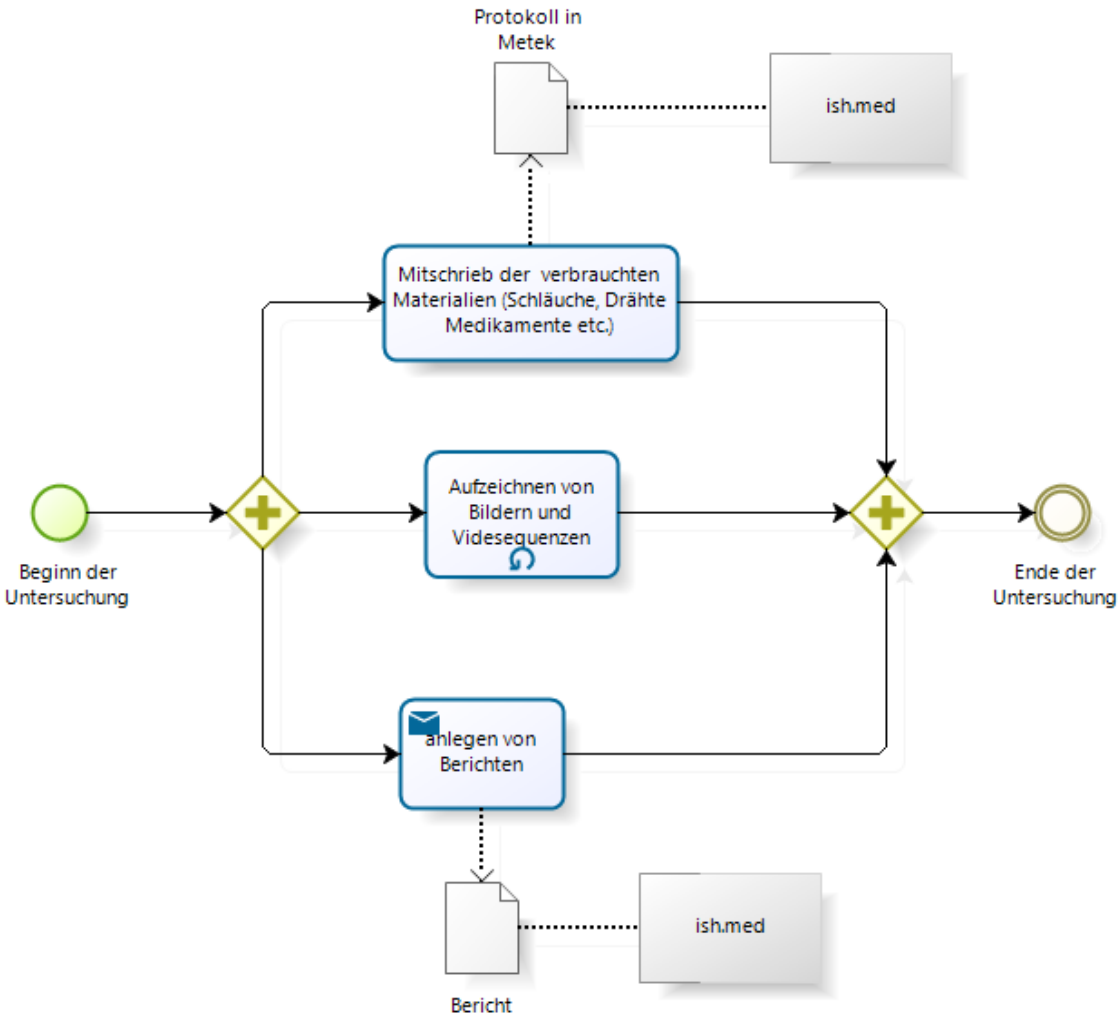 Protokoll in
Metek
ish.med
Mitschrieb der verbrauchten
Materialien (Schläuche, Drähte
Medikamente etc.)
Aufzeichnen von
Bildern und
Videsequenzen
Beginn der
Untersuchung
Ende der
Untersuchung
anlegen von
Berichten
ish.med
Bericht